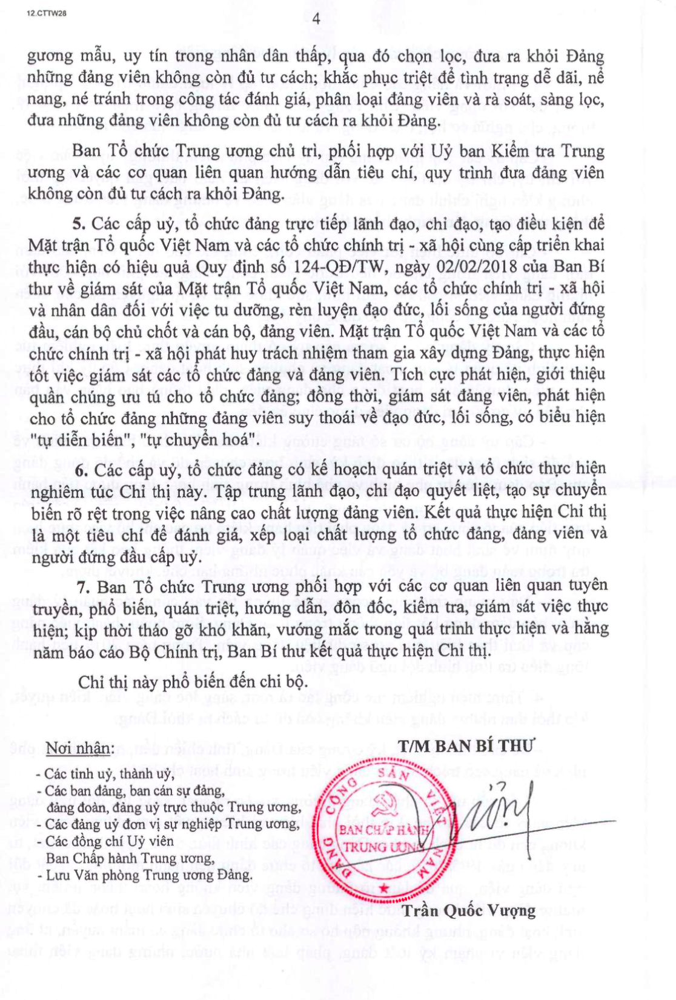 12.CTTW28
4
gương mẫu, uy tín trong nhân dân thấp, qua đó chọn lọc, đưa ra khỏi Đảng
những đảng viên không còn đủ tư cách; khắc phục triệt để tình trạng dễ dãi, nể
nang, né tránh trong công tác đánh giá, phân loại đảng viên và rà soát, sàng lọc,
đưa những đảng viên không còn đủ tư cách ra khỏi Đảng.
Ban Tổ chức Trung ương chủ trì, phối hợp với Uỷ ban Kiểm tra Trung
ương và các cơ quan liên quan hướng dẫn tiêu chí, quy trình đưa đảng viên
không còn đủ tư cách ra khỏi Đảng.
5. Các cấp uỷ, tổ chức đảng trực tiếp lãnh đạo, chỉ đạo, tạo điều kiện để
Mặt trận Tổ quốc Việt Nam và các tổ chức chính trị - xã hội cùng cấp triển khai
thực hiện có hiệu quả Quy định số 124-QĐ/TW, ngày 02/02/2018 của Ban Bí
thư về giám sát của Mặt trận Tổ quốc Việt Nam, các tổ chức chính trị - xã hội
và nhân dân đối với việc tu dưỡng, rèn luyện đạo đức, lối sống của người đứng
đầu, cán bộ chủ chốt và cán bộ, đảng viên. Mặt trận Tổ quốc Việt Nam và các tổ
chức chính trị - xã hội phát huy trách nhiệm tham gia xây dựng Đảng, thực hiện
tốt việc giám sát các tổ chức đảng và đảng viên. Tích cực phát hiện, giới thiệu
quần chúng ưu tú cho tổ chức đảng; đồng thời, giám sát đảng viên, phát hiện
cho tổ chức đảng những đảng viên suy thoái về đạo đức, lối sống, có biểu hiện
"tự diễn biến", "tự chuyển hoá".
6. Các cấp uỷ, tổ chức đảng có kế hoạch quán triệt và tổ chức thực hiện
nghiêm túc Chỉ thị này. Tập trung lãnh đạo, chỉ đạo quyết liệt, tạo sự chuyển
biến rõ rệt trong việc nâng cao chất lượng đảng viên. Kết quả thực hiện Chỉ thị
là một tiêu chí để đánh giá, xếp loại chất lượng tổ chức đảng, đảng viên và
người đứng đầu cấp uỷ.
7. Ban Tổ chức Trung ương phối hợp với các cơ quan liên quan tuyên
truyền, phổ biến, quán triệt, hướng dẫn, đôn đốc, kiểm tra, giám sát việc thực
hiện; kịp thời tháo gỡ khó khăn, vướng mắc trong quá trình thực hiện và hằng
năm báo cáo Bộ Chính trị, Ban Bí thư kết quả thực hiện Chỉ thị.
Chỉ thị này phổ biến đến chi bộ.
Nơi nhận:
- Các tỉnh uỷ, thành uỷ,
- Các ban đảng, ban cán sự đảng,
đảng đoàn, đảng uỷ trực thuộc Trung ương,
- Các đảng uỷ đơn vị sự nghiệp Trung ương,
- Các đồng chí Uỷ viên
Ban Chấp hành Trung ương,
- Lưu Văn phòng Trung ương Đảng.
T/M BAN BÍ THƯ
ĐẢNG CỘNG SẢN VIỆT NAM
BAN CHẤP HÀNH
TRUNG ƯƠNG
Trần Quốc Vượng